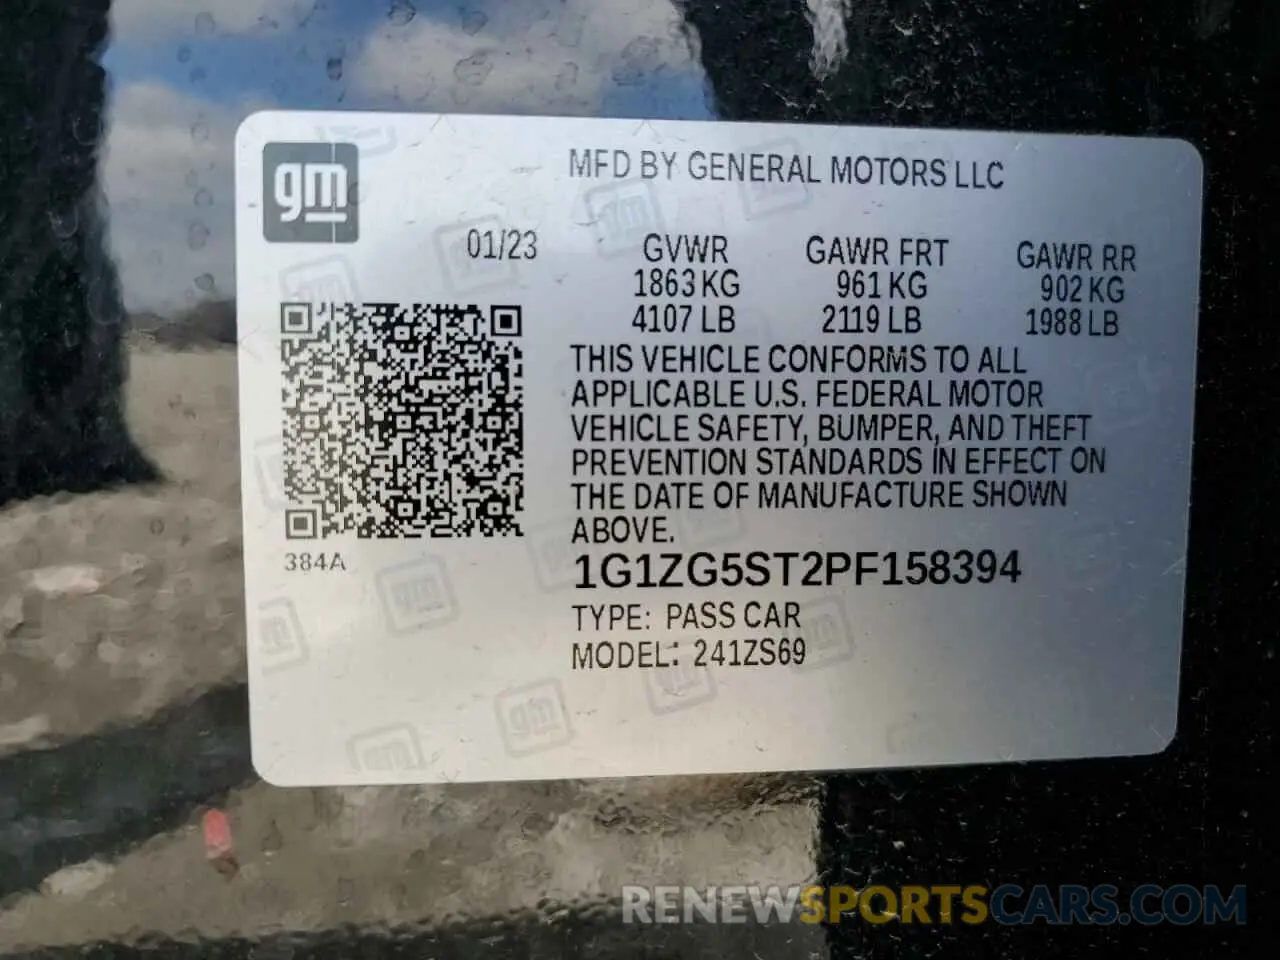 gm
MFD BY GENERAL MOTORS LLC
01/23
GVWR GAWR FRT GAWR RR
1863 KG 961 KG 902 KG
4107 LB 2119 LB 1988 LB
THIS VEHICLE CONFORMS TO ALL
APPLICABLE U.S. FEDERAL MOTOR
VEHICLE SAFETY, BUMPER, AND THEFT
PREVENTION STANDARDS IN EFFECT ON
THE DATE OF MANUFACTURE SHOWN
ABOVE.
384A
1G1ZG5ST2PF158394
TYPE: PASS CAR
MODEL: 241ZS69
RENEWSPORTSCARS.COM